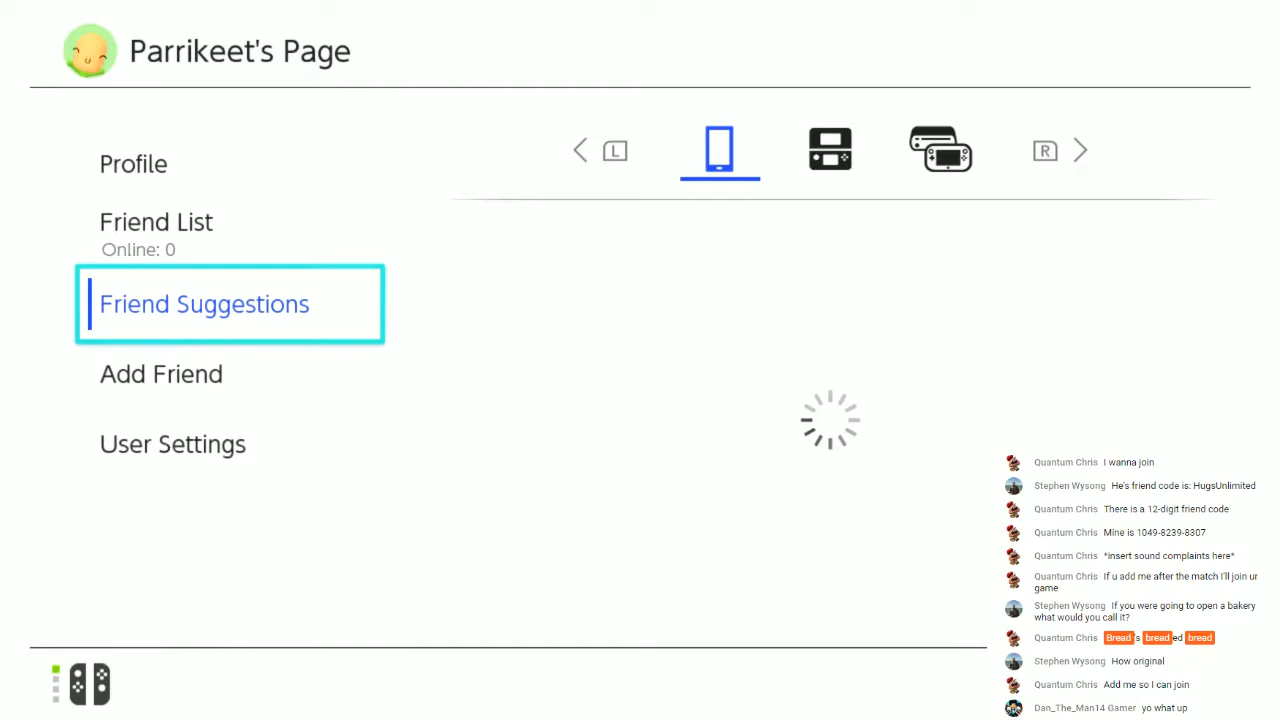 Parrikeet's Page
L
R
Profile
Friend List
Online: 0
Friend Suggestions
Add Friend
User Settings
Quantum Chris I wanna join
Stephen Wysong He's friend code is: HugsUnlimited
Quantum Chris There is a 12-digit friend code
Quantum Chris Mine is 1049-8239-8307
Quantum Chris *insert sound complaints here*
Quantum Chris If u add me after the match I'll join ur
game
Stephen Wysong If you were going to open a bakery
what would you call it?
Quantum Chris Bread's breaded bread
Stephen Wysong How original
Quantum Chris Add me so I can join
Dan_The_Man14 Gamer yo what up